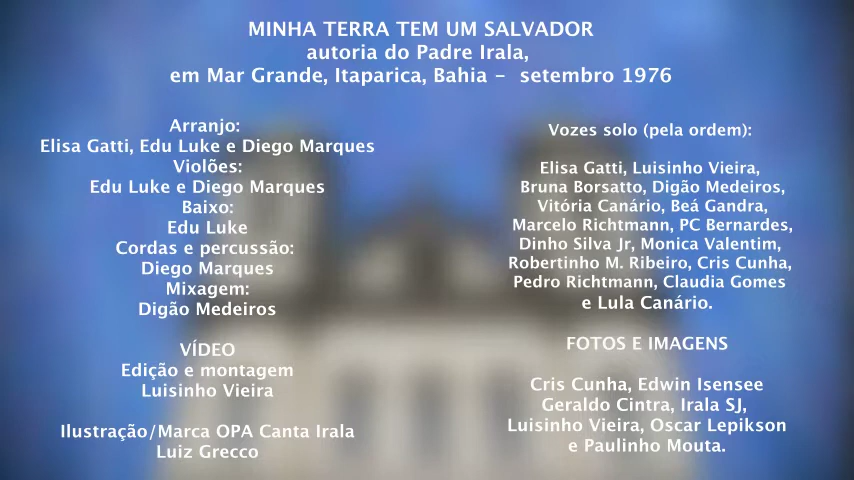 MINHA TERRA TEM UM SALVADOR
autoria do Padre Irala,
em Mar Grande, Itaparica, Bahia - setembro 1976
Arranjo:
Elisa Gatti, Edu Luke e Diego Marques
Violões:
Edu Luke e Diego Marques
Baixo:
Edu Luke
Cordas e percussão:
Diego Marques
Mixagem:
Digão Medeiros
VÍDEO
Edição e montagem
Luisinho Vieira
Ilustração/Marca OPA Canta Irala
Luiz Grecco
Vozes solo (pela ordem):
Elisa Gatti, Luisinho Vieira,
Bruna Borsatto, Digão Medeiros,
Vitória Canário, Beá Gandra,
Marcelo Richtmann, PC Bernardes,
Dinho Silva Jr, Monica Valentim,
Robertinho M. Ribeiro, Cris Cunha,
Pedro Richtmann, Claudia Gomes
e Lula Canário.
FOTOS E IMAGENS
Cris Cunha, Edwin Isensee
Geraldo Cintra, Irala SJ,
Luisinho Vieira, Oscar Lepikson
e Paulinho Mouta.